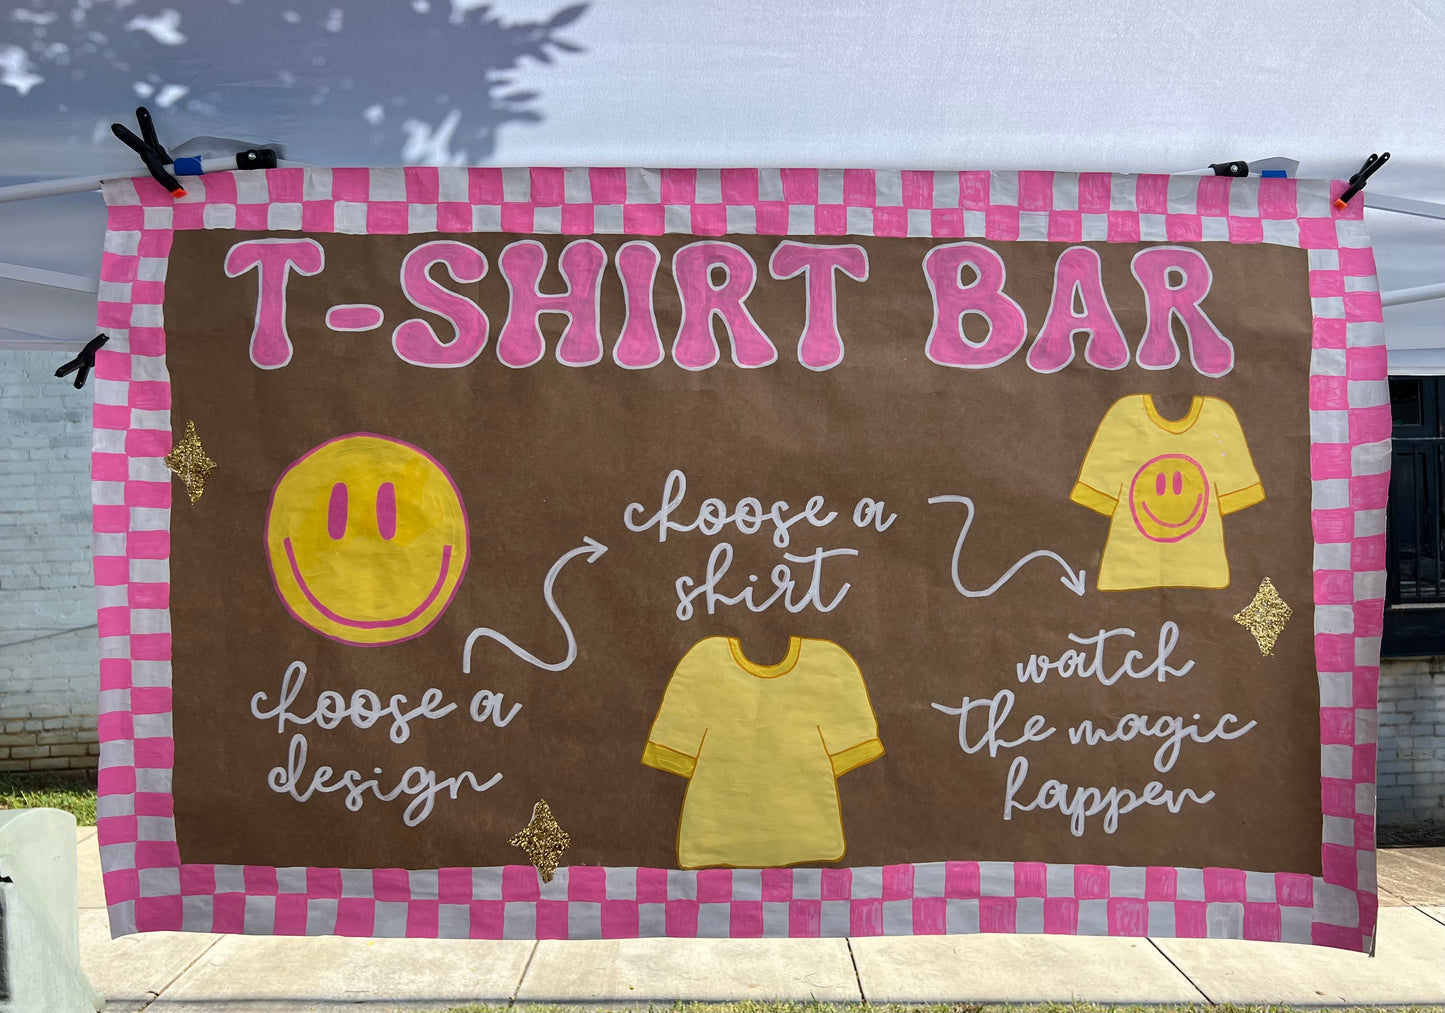 T-SHIRT BAR
choose a
design
choose a
shirt
watch
the magic
happen